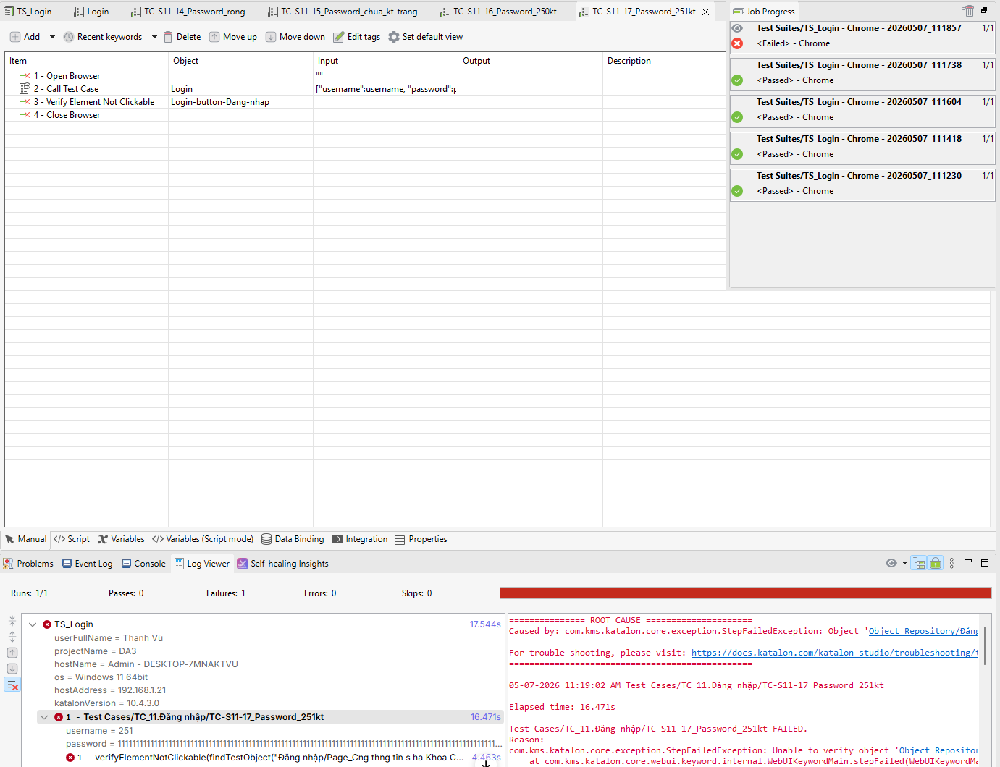 TS_Login
Login
TC-S11-14_Password_rong
TC-S11-15_Password_chua_kt-trang
TC-S11-16_Password_250kt
TC-S11-17_Password_251kt
Job Progress
Add
Recent keywords
Delete
Move up
Move down
Edit tags
Set default view
Test Suites/TS_Login - Chrome - 20260507_111857 1/1
<Failed> - Chrome
Test Suites/TS_Login - Chrome - 20260507_111738 1/1
<Passed> - Chrome
Test Suites/TS_Login - Chrome - 20260507_111604 1/1
<Passed> - Chrome
Test Suites/TS_Login - Chrome - 20260507_111418 1/1
<Passed> - Chrome
Test Suites/TS_Login - Chrome - 20260507_111230 1/1
<Passed> - Chrome
Item Object Input Output Description
1 - Open Browser ""
2 - Call Test Case Login ["username":username, "password":p
3 - Verify Element Not Clickable Login-button-Dang-nhap
4 - Close Browser
Manual </> Script Variables </> Variables (Script mode) Data Binding Integration Properties
Problems Event Log Console Log Viewer Self-healing Insights
Runs: 1/1 Passes: 0 Failures: 1 Errors: 0 Skips: 0
TS_Login 17.544s
userFullName = Thanh Vũ
projectName = DA3
hostName = Admin - DESKTOP-7MNAKTVU
os = Windows 11 64bit
hostAddress = 192.168.1.21
katalonVersion = 10.4.3.0
1 - Test Cases/TC_11.Đăng nhập/TC-S11-17_Password_251kt 16.471s
username = 251
1 - verifyElementNotClickable(findTestObject("Đăng nhập/Page_Cng thng tin s ha Khoa C... 4.463s
=============== ROOT CAUSE =====================
Caused by: com.kms.katalon.core.exception.StepFailedException: Object 'Object Repository/Đăng
For trouble shooting, please visit: https://docs.katalon.com/katalon-studio/troubleshooting/t
================================================
05-07-2026 11:19:02 AM Test Cases/TC_11.Đăng nhập/TC-S11-17_Password_251kt
Elapsed time: 16.471s
Test Cases/TC_11.Đăng nhập/TC-S11-17_Password_251kt FAILED.
Reason:
com.kms.katalon.core.exception.StepFailedException: Unable to verify object 'Object Repositor
at com.kms.katalon.core.webui.keyword.internal.WebUIKeywordMain.stepFailed(WebUIKeywordMa